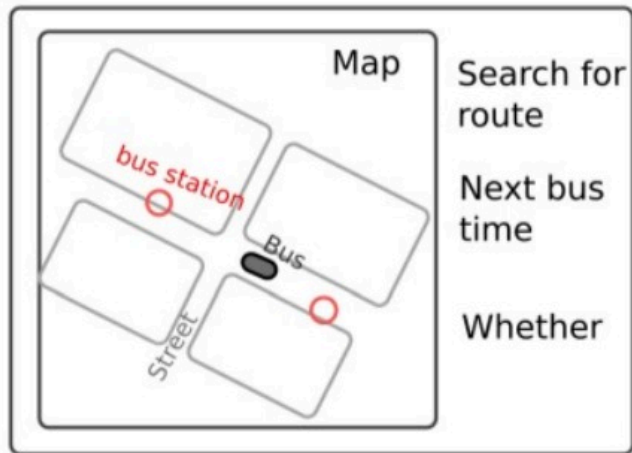 Map
Search for
route
bus station
Next bus
time
Bus
Whether
Street